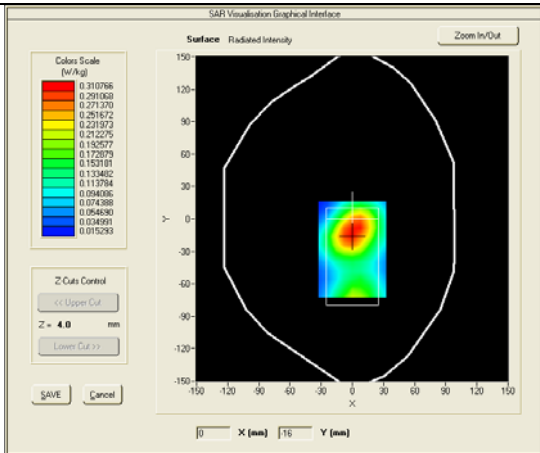 SAR Visualisation Graphical Interface
Surface Radiated Intensity
Zoom In/Out
Colors Scale
(W/kg)
0.310766
0.291068
0.271370
0.251672
0.231973
0.212275
0.192577
0.172879
0.153181
0.133482
0.113784
0.094086
0.074388
0.054690
0.034991
0.015293
Z-Cuts Control
<< Upper Cut
Z = 4.0 mm
Lower Cut >>
SAVE Cancel
150
120
90
60
30
0
-30
-60
-90
-120
-150
Y
-150 -120 -90 -60 -30 0 30 60 90 120 150
X
0 X (mm) -16 Y (mm)